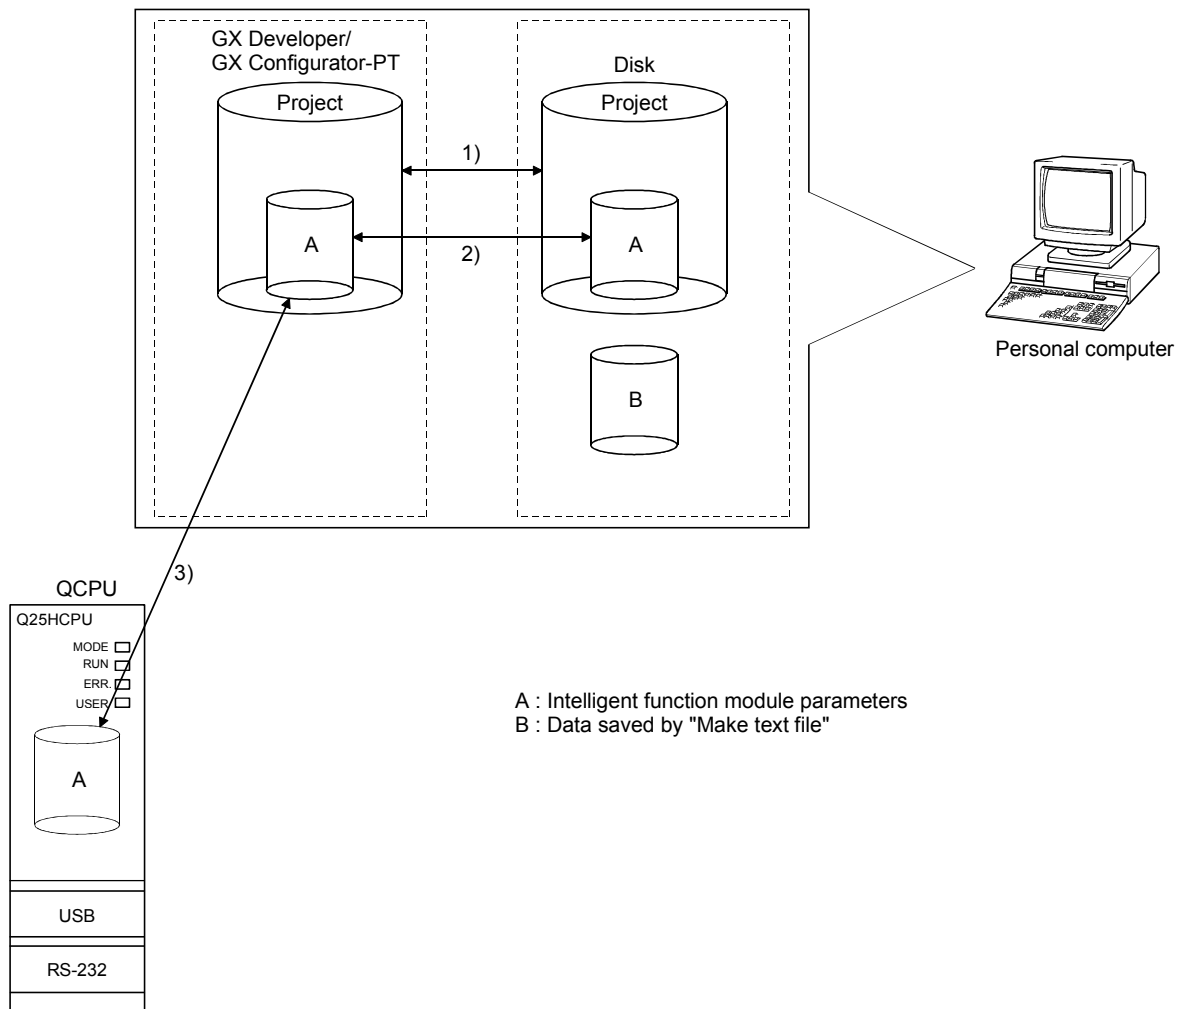 GX Developer/
GX Configurator-PT
Disk
Project
Project
1)
A
A
2)
B
Personal computer
3)
QCPU
Q25HCPU
MODE
RUN
ERR.
USER
A
USB
RS-232
A : Intelligent function module parameters
B : Data saved by "Make text file"